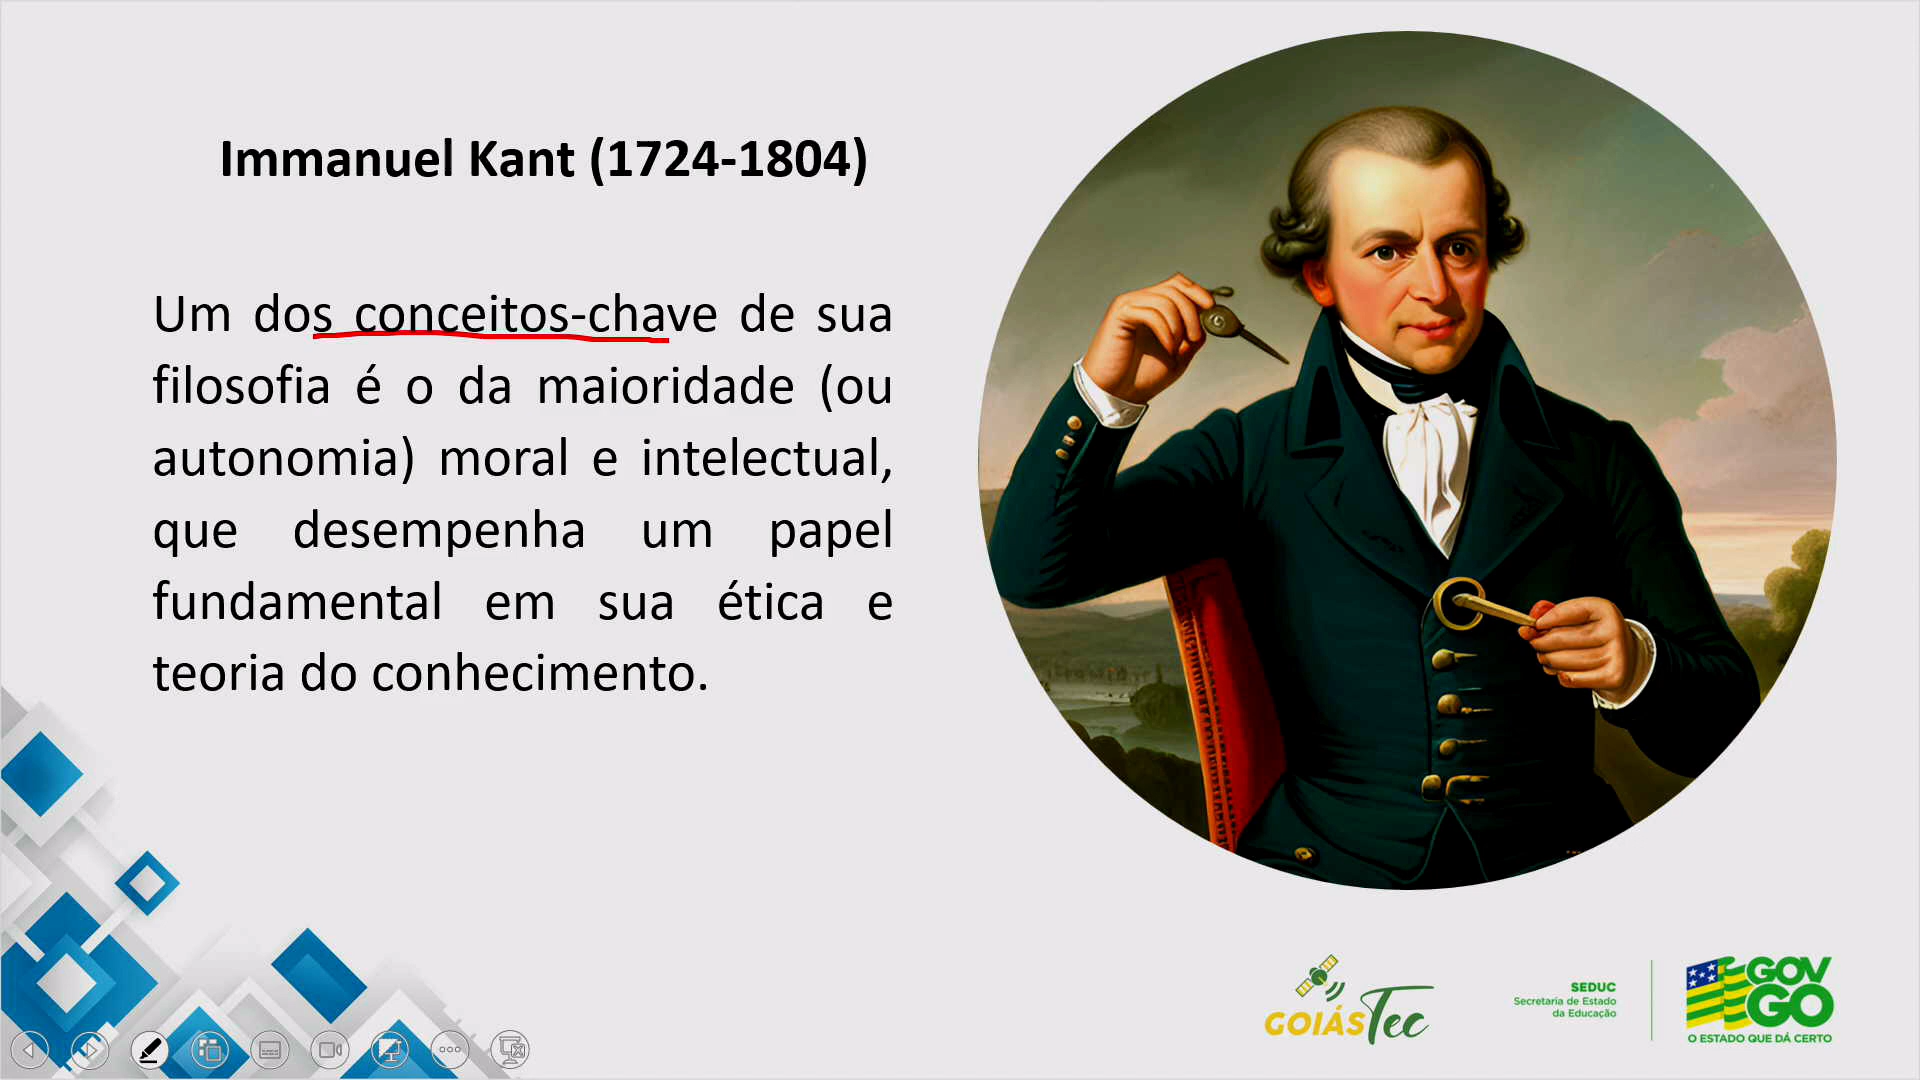 Immanuel Kant (1724-1804)
Um dos conceitos-chave de sua
filosofia é o da maioridade (ou
autonomia) moral e intelectual,
que desempenha um papel
fundamental em sua ética e
teoria do conhecimento.
GOIÁSTec
SEDUC
Secretaria de Estado
da Educação
GOV
GO
O ESTADO QUE DÁ CERTO